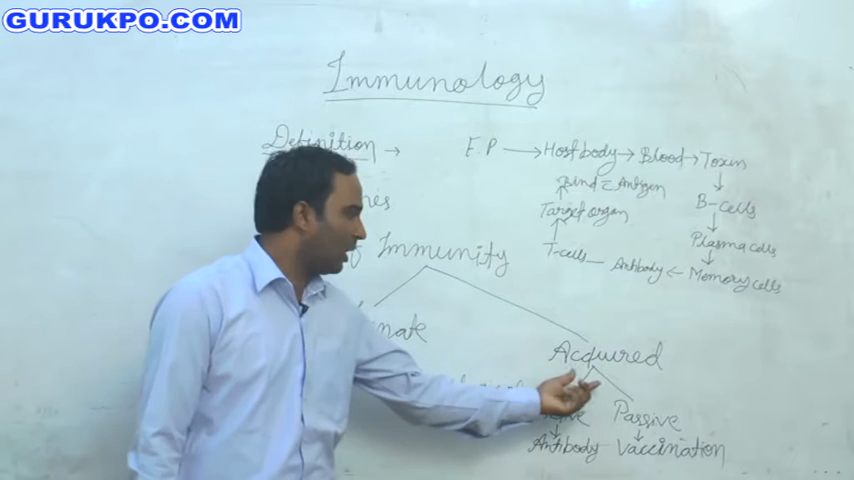 GURUKPO.COM
Immunology
Definition →
F.P → Host body → Blood → Toxin
Bind c̄ Antigen
B-cells
Target organ
Plasma cells
T-cells
Antibody ← Memory cells
Immunity
Acquired
Passive
Antibody
Vaccination